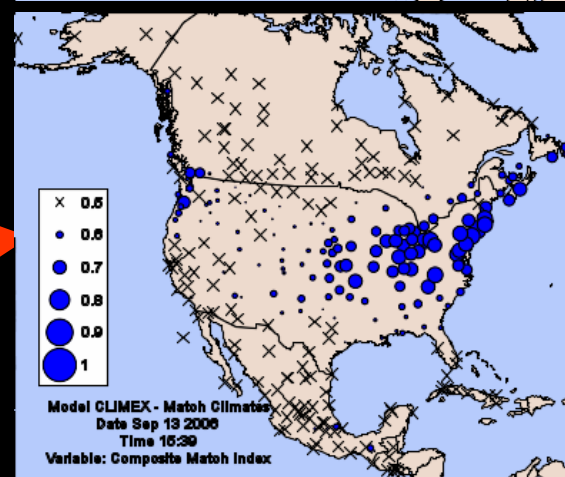 0.5
0.6
0.7
0.8
0.9
1
Model CLIMEX - Match Climates
Date Sep 13 2006
Time 15:39
Variable: Composite Match Index